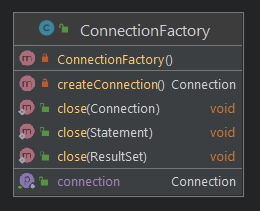 C ConnectionFactory
m ConnectionFactory()
m createConnection() Connection
m close(Connection) void
m close(Statement) void
m close(ResultSet) void
p connection Connection